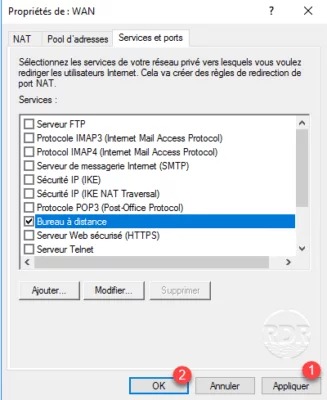 Propriétés de : WAN
? ×
NAT Pool d'adresses Services et ports
Sélectionnez les services de votre réseau privé vers lesquels vous voulez
rediriger les utilisateurs Internet. Cela va créer des règles de redirection de
port NAT.
Services :
Serveur FTP
Protocole IMAP3 (Internet Mail Access Protocol)
Protocol IMAP4 (Internet Mail Access Protocol)
Serveur de messagerie Internet (SMTP)
Sécurité IP (IKE)
Sécurité IP (IKE NAT Traversal)
Protocole POP3 (Post-Office Protocol)
Bureau à distance
Serveur Web sécurisé (HTTPS)
Serveur Telnet
Ajouter... Modifier... Supprimer
RDR
2 1
OK Annuler Appliquer